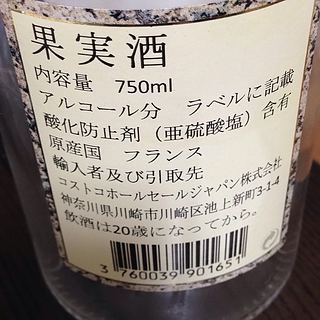 果実酒
内容量 750ml
アルコール分 ラベルに記載
酸化防止剤（亜硫酸塩）含有
原産国 フランス
輸入者及び引取先
コストコホールセールジャパン株式会社
神奈川県川崎市川崎区池上新町3-1-4
飲酒は20歳になってから。
3 760039 901651